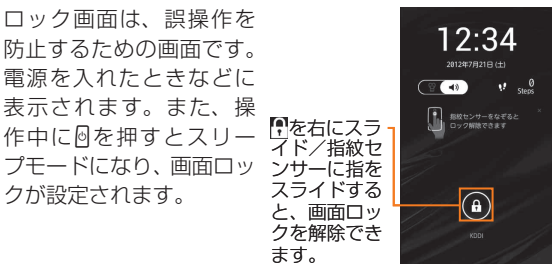 ロック画面は、誤操作を
防止するための画面です。
電源を入れたときなどに
表示されます。また、操
作中にを押すとスリー
プモードになり、画面ロッ
クが設定されます。
を右にスラ
イド／指紋セ
ンサーに指を
スライドする
と、画面ロッ
クを解除でき
ます。
12:34
2012年7月21日 (土)
0
Steps
指紋センサーをなぞると
ロック解除できます
KDDI